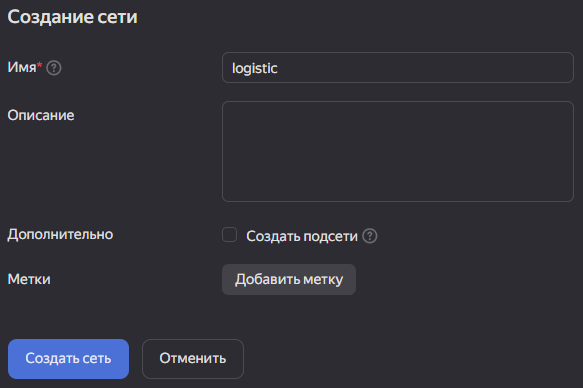 Создание сети
Имя* ?
logistic
Описание
Дополнительно
Создать подсети ?
Метки
Добавить метку
Создать сеть
Отменить